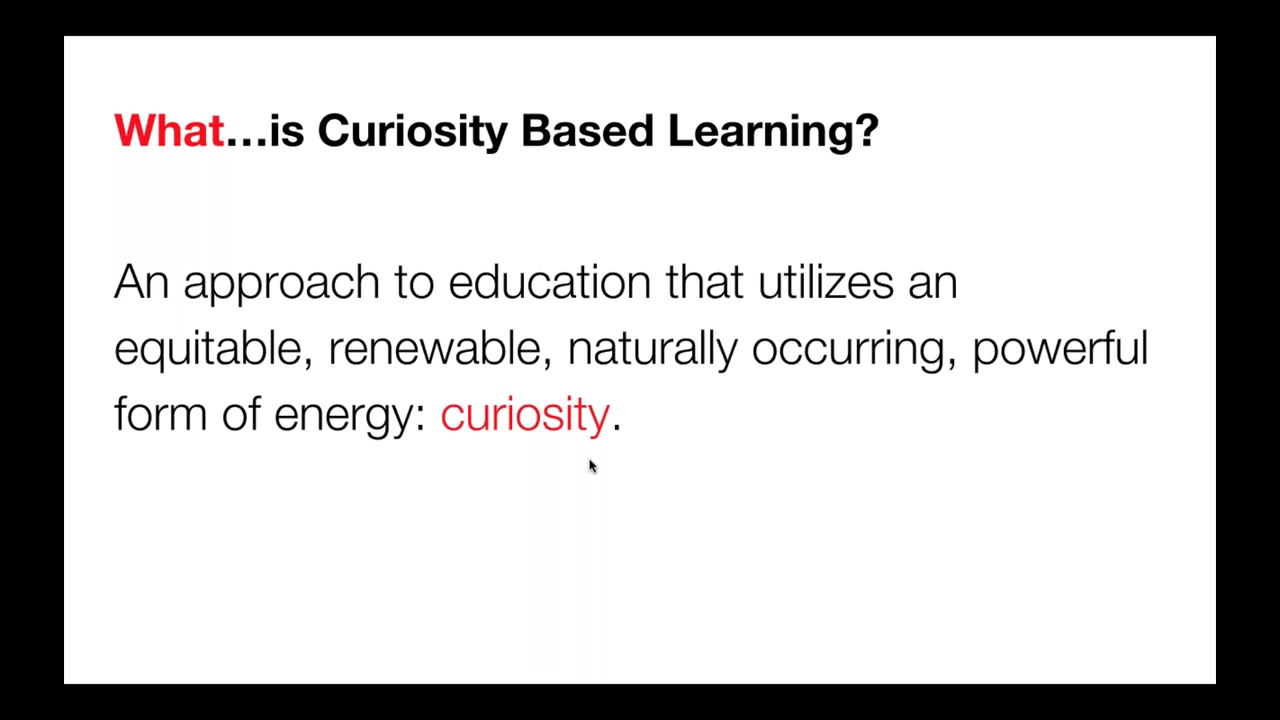 What...is Curiosity Based Learning?
An approach to education that utilizes an
equitable, renewable, naturally occurring, powerful
form of energy: curiosity.